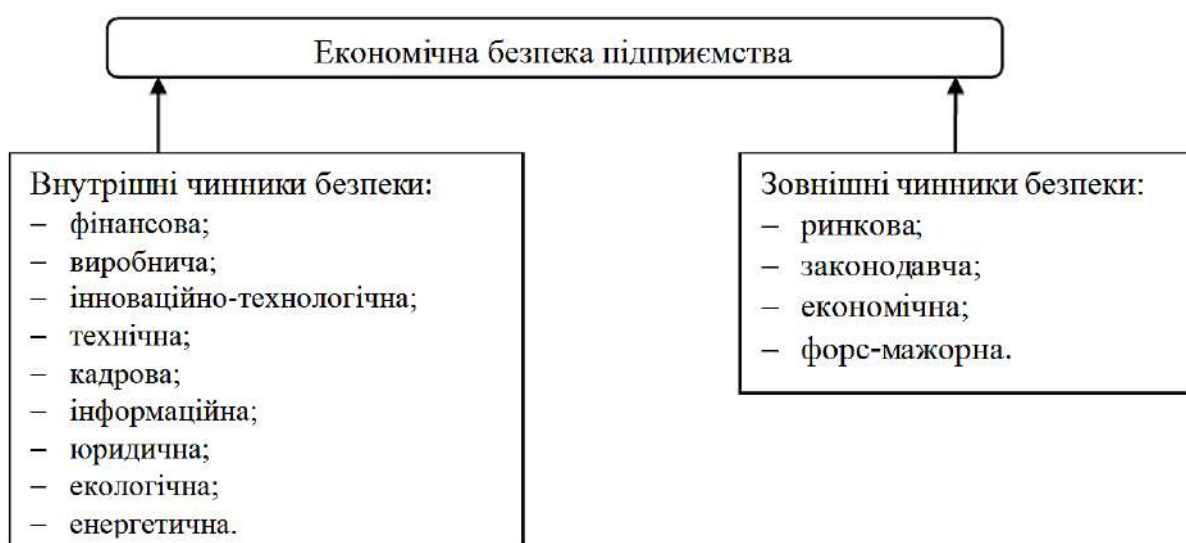 Економічна безпека підприємства
Внутрішні чинники безпеки:
– фінансова;
– виробнича;
– інноваційно-технологічна;
– технічна;
– кадрова;
– інформаційна;
– юридична;
– екологічна;
– енергетична.
Зовнішні чинники безпеки:
– ринкова;
– законодавча;
– економічна;
– форс-мажорна.